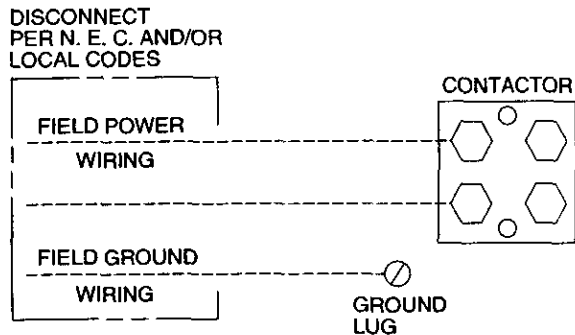 DISCONNECT
PER N. E. C. AND/OR
LOCAL CODES
CONTACTOR
FIELD POWER
WIRING
FIELD GROUND
WIRING
GROUND
LUG